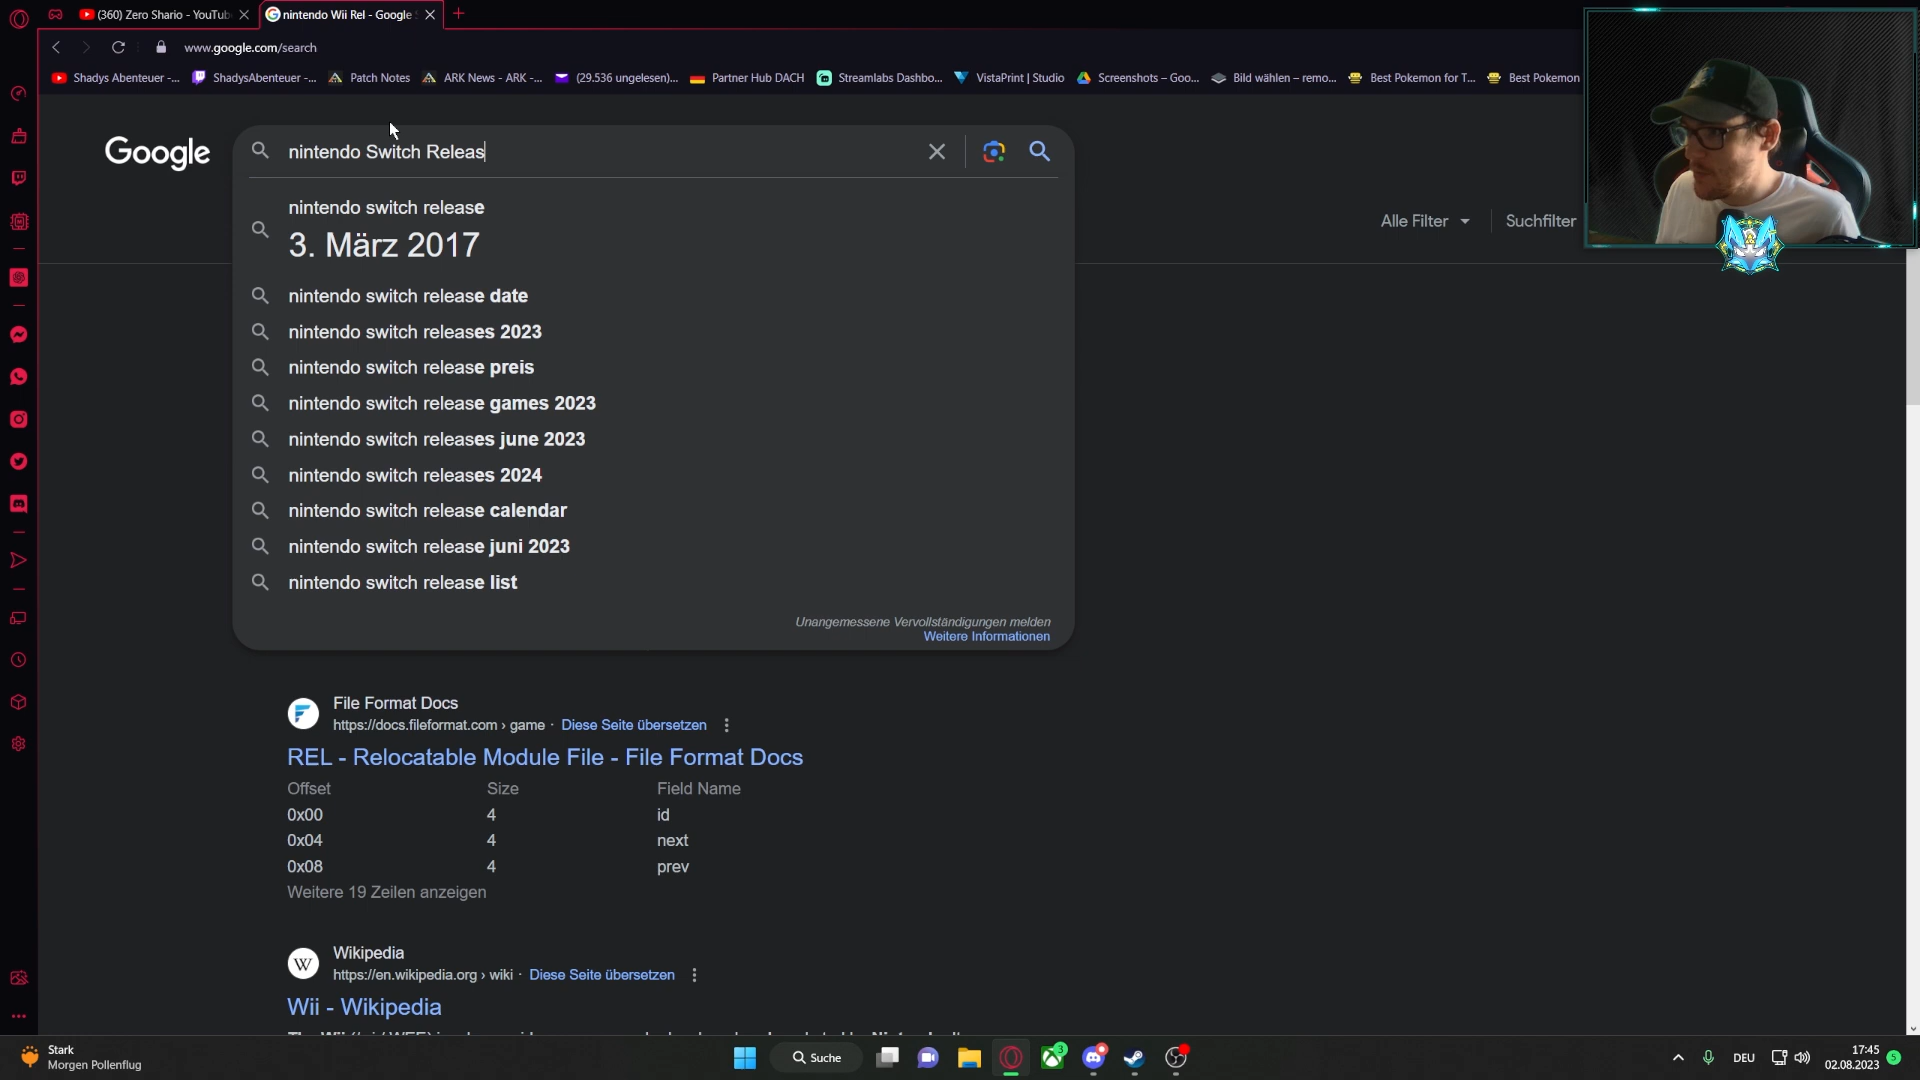 (360) Zero Shario - YouTub
nintendo Wii Rel - Google S
www.google.com/search
Shadys Abenteuer -...
ShadysAbenteuer -...
Patch Notes
ARK News - ARK -...
(29.536 ungelesen)...
Partner Hub DACH
Streamlabs Dashbo...
VistaPrint | Studio
Screenshots – Goo...
Bild wählen – remo...
Best Pokemon for T...
Best Pokemon
Google
nintendo Switch Releas
nintendo switch release
3. März 2017
Alle Filter
Suchfilter
nintendo switch release date
nintendo switch releases 2023
nintendo switch release preis
nintendo switch release games 2023
nintendo switch releases june 2023
nintendo switch releases 2024
nintendo switch release calendar
nintendo switch release juni 2023
nintendo switch release list
Unangemessene Vervollständigungen melden
Weitere Informationen
File Format Docs
https://docs.fileformat.com › game · Diese Seite übersetzen
REL - Relocatable Module File - File Format Docs
Offset Size Field Name
0x00 4 id
0x04 4 next
0x08 4 prev
Weitere 19 Zeilen anzeigen
Wikipedia
https://en.wikipedia.org › wiki · Diese Seite übersetzen
Wii - Wikipedia
Stark
Morgen Pollenflug
Suche
3
DEU
17:45
02.08.2023
5